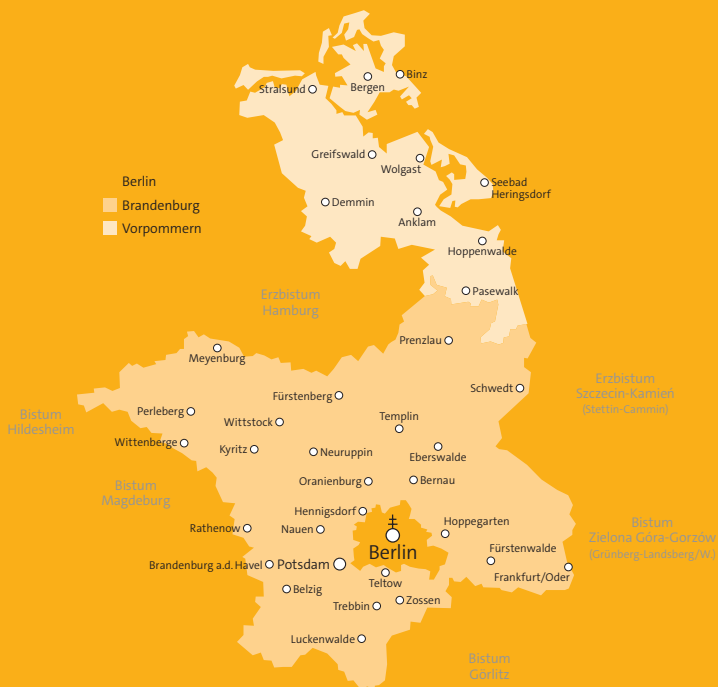 Binz
Bergen
Stralsund
Greifswald
Wolgast
Seebad
Heringsdorf
Berlin
Brandenburg
Vorpommern
Demmin
Anklam
Hoppenwalde
Pasewalk
Erzbistum
Hamburg
Prenzlau
Meyenburg
Schwedt
Erzbistum
Szczecin-Kamień
(Stettin-Cammin)
Fürstenberg
Perleberg
Wittstock
Templin
Bistum
Hildesheim
Wittenberge
Kyritz
Neuruppin
Eberswalde
Oranienburg
Bernau
Bistum
Magdeburg
Hennigsdorf
Rathenow
Nauen
Hoppegarten
Bistum
Zielona Góra-Gorzów
(Grünberg-Landsberg/W.)
Berlin
Fürstenwalde
Brandenburg a.d. Havel
Potsdam
Frankfurt/Oder
Teltow
Belzig
Trebbin
Zossen
Luckenwalde
Bistum
Görlitz